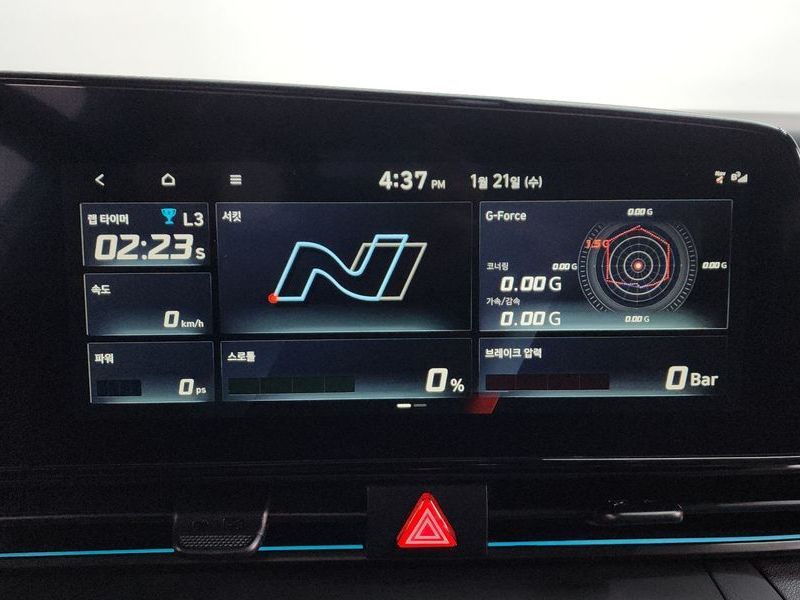 4:37 PM 1월 21일 (수)
랩 타이머 L3
02:23 S
서킷
G-Force
0.00 G
1.5G
0.00 G
0.00 G
코너링
0.00 G
가속/감속
0.00 G
0.00 G
속도
0 km/h
파워
0 ps
스로틀
0 %
브레이크 압력
0 Bar